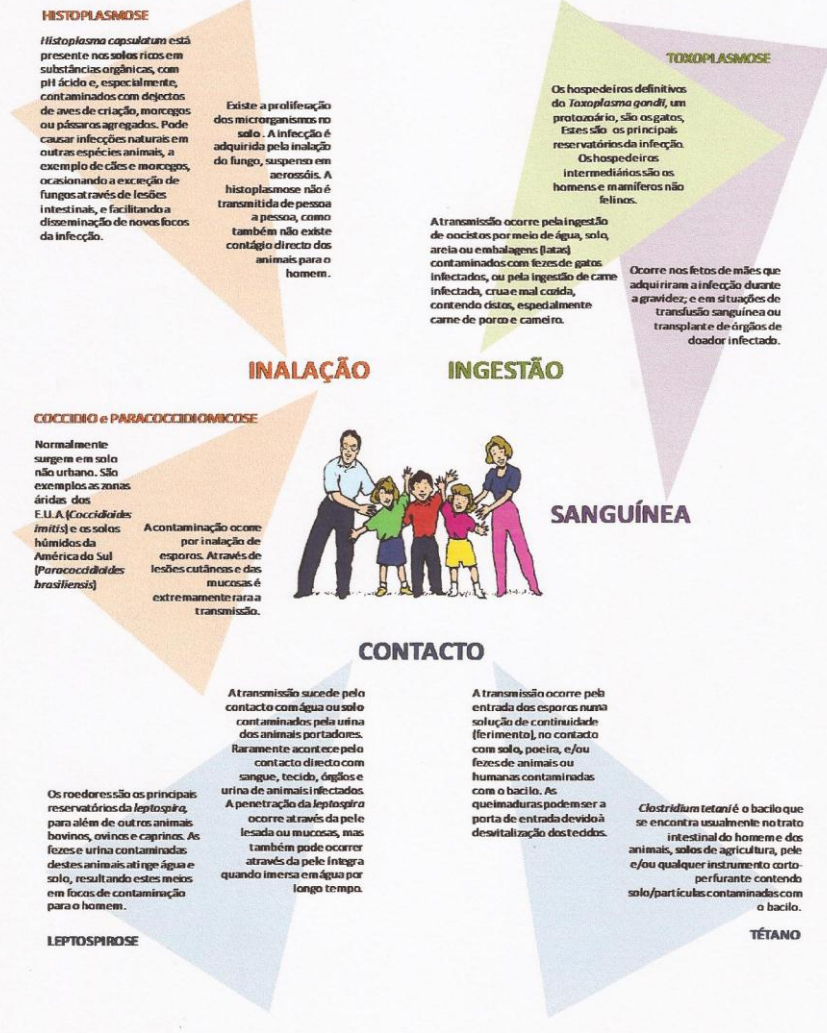 HISTOPLASMOSE
Histoplasma capsulatum está
presente nos solos ricos em
substâncias orgânicas, com
pH ácido e, especialmente,
contaminados com dejectos
de aves de criação, morcegos
ou pássaros agregados. Pode
causar infecções naturais em
outras espécies animais, a
exemplo de cães e morcegos,
ocasionando a excreção de
fungos através de lesões
intestinais, e facilitando a
disseminação de novos focos
da infecção.
Existe a proliferação
dos microrganismos no
solo . A infecção é
adquirida pela inalação
do fungo, suspenso em
aerossóis. A
histoplasmose não é
transmitida de pessoa
a pessoa, como
também não existe
contágio directo dos
animais para o
homem.
TOXOPLASMOSE
Os hospedeiros definitivos
do Toxoplasma gondii, um
protozoário, são os gatos,
Estes são os principais
reservatórios da infecção.
Os hospedeiros
intermediários são os
homens e mamíferos não
felinos.
A transmissão ocorre pela ingestão
de oocistos por meio de água, solo,
areia ou embalagens (latas)
contaminados com fezes de gatos
infectados, ou pela ingestão de carne
infectada, crua e mal cozida,
contendo cistos, especialmente
carne de porco e carneiro.
Ocorre nos fetos de mães que
adquiriram a infecção durante
a gravidez; e em situações de
transfusão sanguínea ou
transplante de órgãos de
doador infectado.
INALAÇÃO
INGESTÃO
COCCIDIO e PARACOCCIDIOMICOSE
Normalmente
surgem em solo
não urbano. São
exemplos as zonas
áridas dos
E.U.A (Coccidioides
imitis) e os solos
húmidos da
América do Sul
(Paracoccidioides
brasiliensis)
A contaminação ocorre
por inalação de
esporos. Através de
lesões cutâneas e das
mucosas é
extremamente rara a
transmissão.
SANGUÍNEA
CONTACTO
A transmissão sucede pelo
contacto com água ou solo
contaminados pela urina
dos animais portadores.
Raramente acontece pelo
contacto directo com
sangue, tecido, órgãos e
urina de animais infectados.
A penetração da leptospira
ocorre através da pele
lesada ou mucosas, mas
também pode ocorrer
através da pele íntegra
quando imersa em água por
longo tempo.
Os roedores são os principais
reservatórios da leptospira,
para além de outros animais
bovinos, ovinos e caprinos. As
fezes e urina contaminadas
destes animais atinge água e
solo, resultando estes meios
em focos de contaminação
para o homem.
LEPTOSPIROSE
A transmissão ocorre pela
entrada dos esporos numa
solução de continuidade
(ferimento), no contacto
com solo, poeira, e/ou
fezes de animais ou
humanas contaminadas
com o bacilo. As
queimaduras podem ser a
porta de entrada devido à
desvitalização dos tecidos.
Clostridium tetani é o bacilo que
se encontra usualmente no trato
intestinal do homem e dos
animais, solos de agricultura, pele
e/ou qualquer instrumento corto-
perfurante contendo
solo/partículas contaminadas com
o bacilo.
TÉTANO